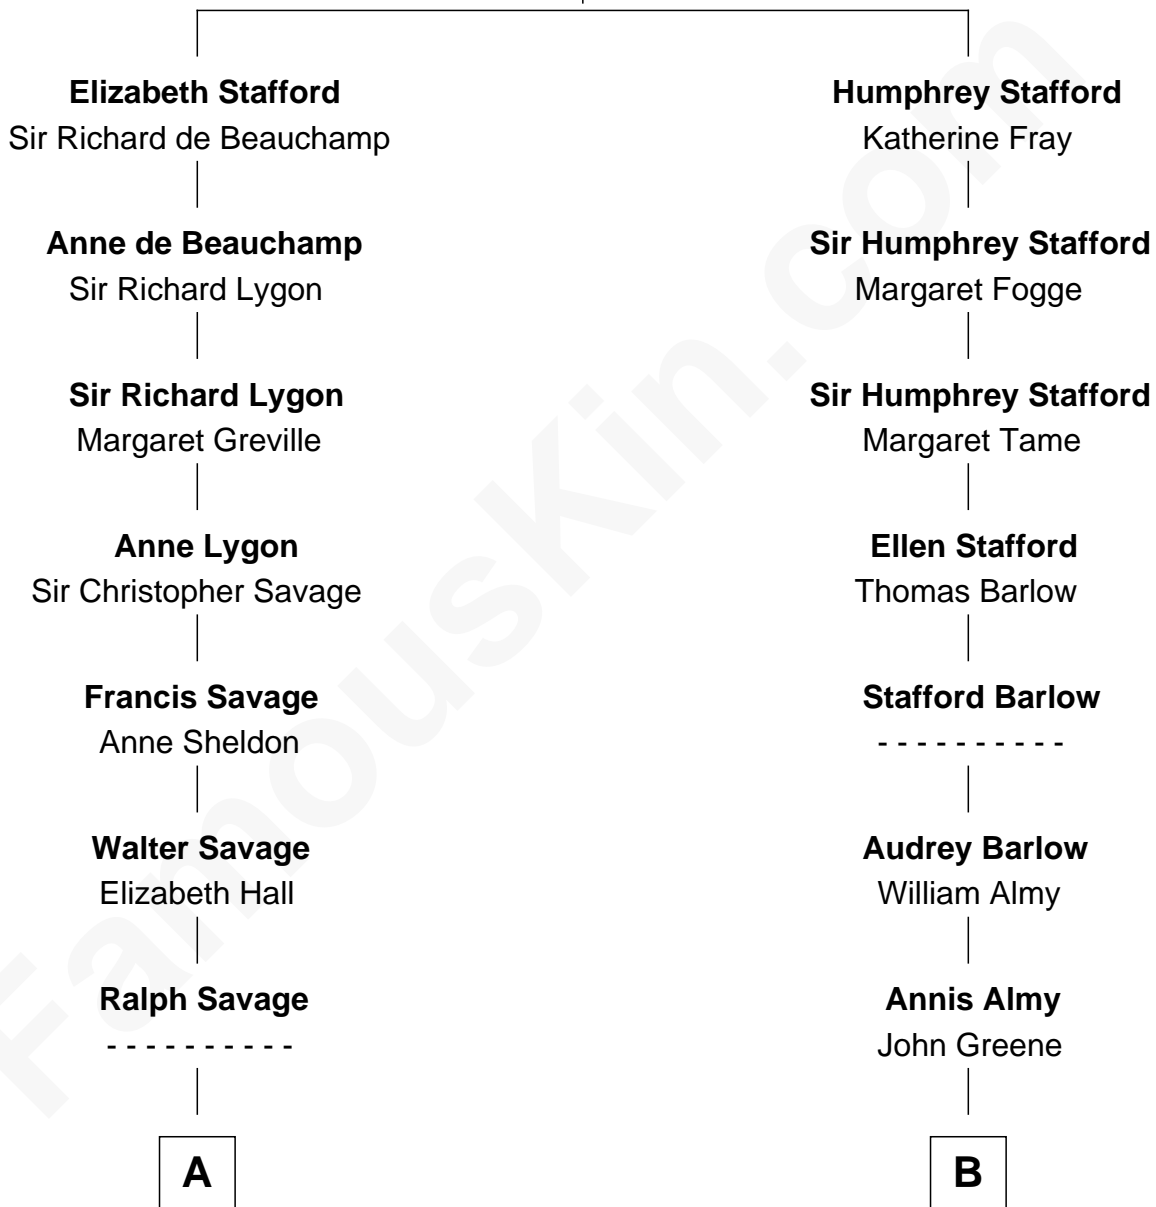 Elizabeth Stafford
Sir Richard de Beauchamp
Humphrey Stafford
Katherine Fray
Anne de Beauchamp
Sir Richard Lygon
Sir Humphrey Stafford
Margaret Fogge
Sir Richard Lygon
Margaret Greville
Sir Humphrey Stafford
Margaret Tame
Anne Lygon
Sir Christopher Savage
Ellen Stafford
Thomas Barlow
Francis Savage
Anne Sheldon
Stafford Barlow
- - - - - - - - - -
Walter Savage
Elizabeth Hall
Audrey Barlow
William Almy
Ralph Savage
- - - - - - - - - -
Annis Almy
John Greene
A
B
FamousKin.com